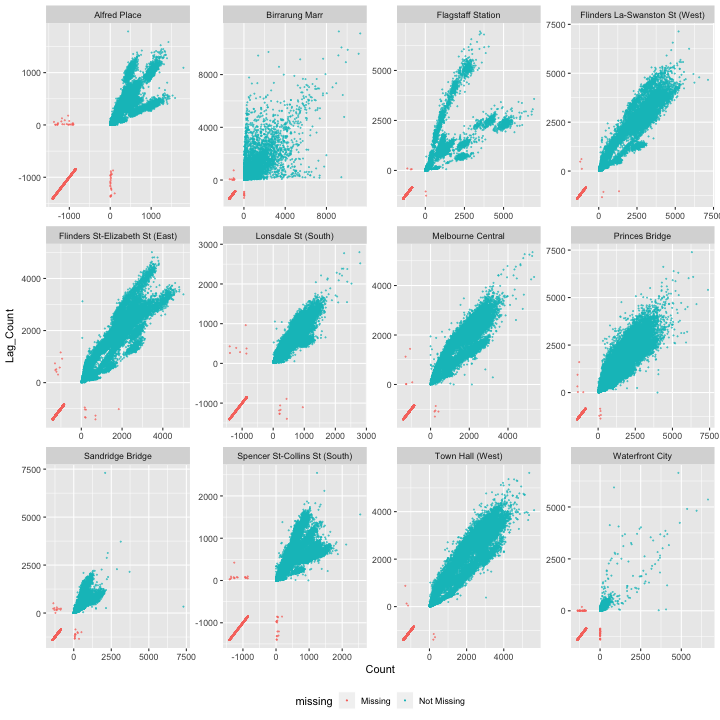 Alfred Place
Birrarung Marr
Flagstaff Station
Flinders La-Swanston St (West)
1000
0
-1000
-1000 0 1000
8000
4000
0
0 4000 8000
5000
2500
0
0 2500 5000
7500
5000
2500
0
0 2500 5000 7500
Flinders St-Elizabeth St (East)
Lonsdale St (South)
Melbourne Central
Princes Bridge
4000
2000
0
0 2000 4000
3000
2000
1000
0
-1000
-1000 0 1000 2000 3000
4000
2000
0
0 2000 4000
7500
5000
2500
0
0 2500 5000 7500
Sandridge Bridge
Spencer St-Collins St (South)
Town Hall (West)
Waterfront City
7500
5000
2500
0
0 2500 5000 7500
2000
1000
0
-1000
-1000 0 1000 2000
4000
2000
0
0 2000 4000
5000
2500
0
0 2500 5000
Lag_Count
Count
missing Missing Not Missing